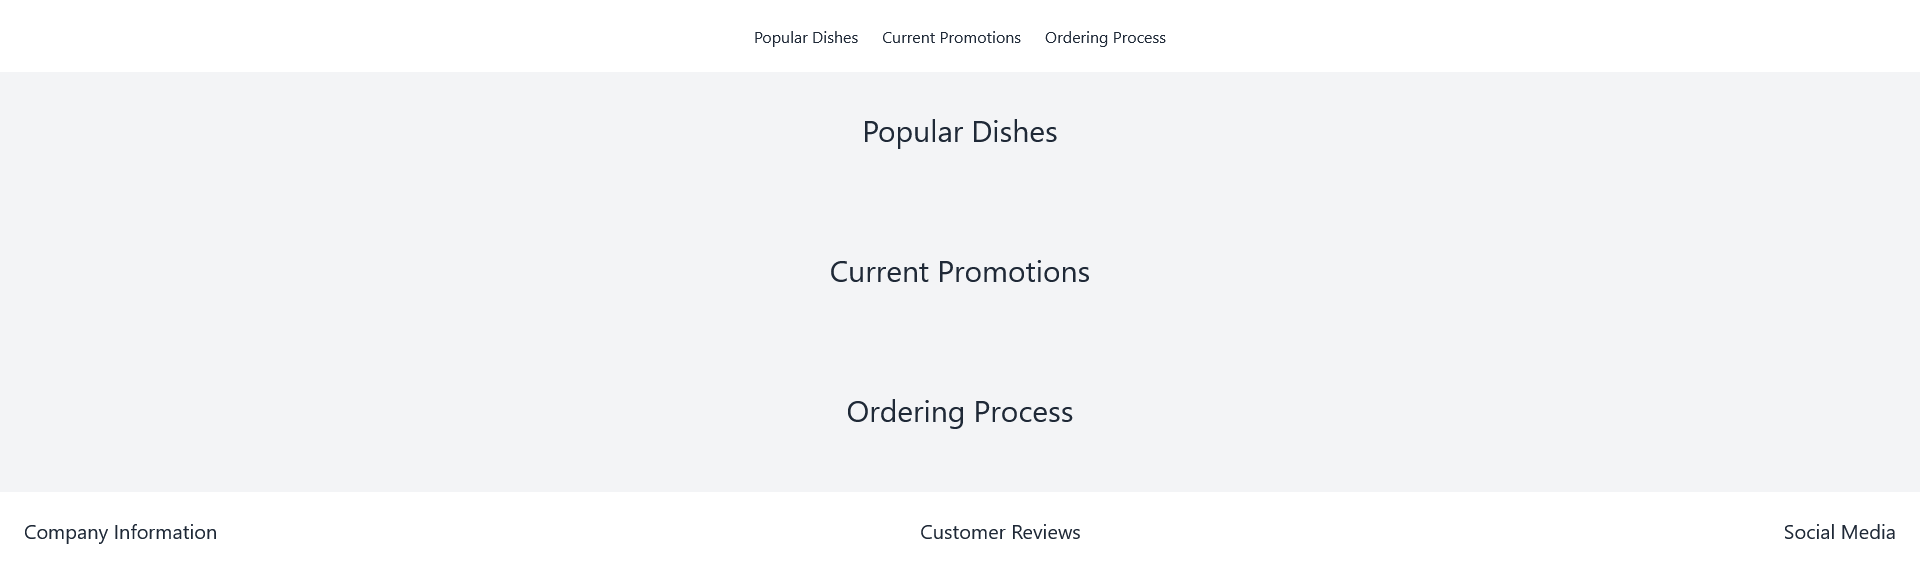 Popular Dishes Current Promotions Ordering Process
Popular Dishes
Current Promotions
Ordering Process
Company Information Customer Reviews Social Media